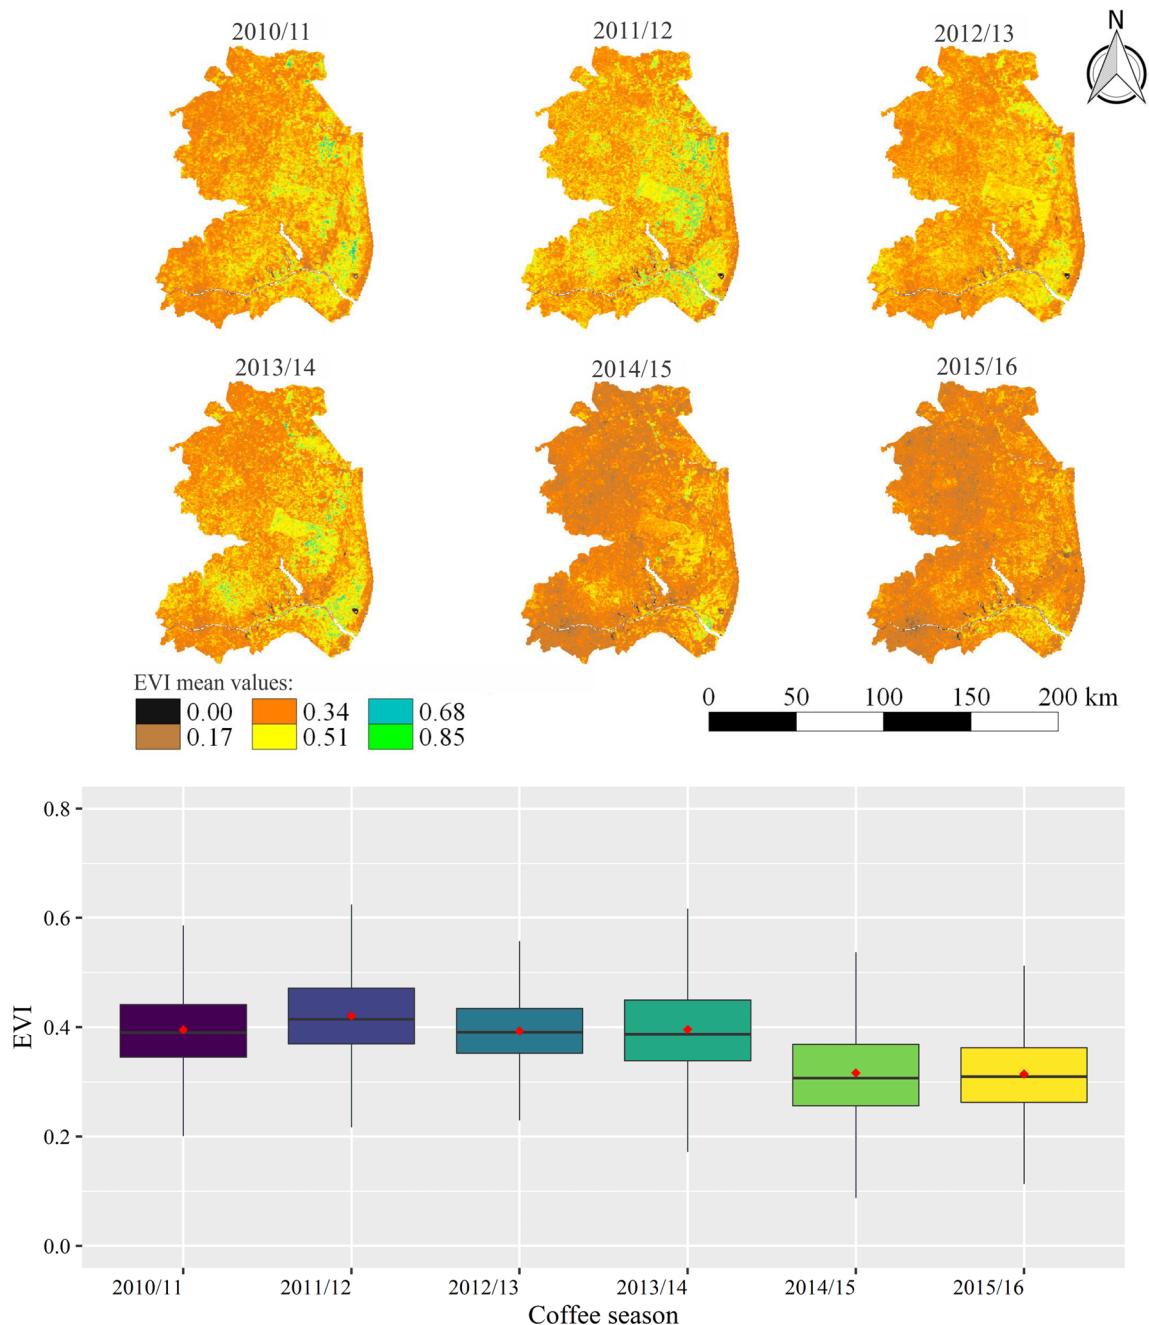 2010/11 2011/12 2012/13 N
2013/14 2014/15 2015/16
EVI mean values:
0.00 0.34 0.68
0.17 0.51 0.85
0 50 100 150 200 km
0.8
0.6
0.4
0.2
0.0
EVI
2010/11 2011/12 2012/13 2013/14 2014/15 2015/16
Coffee season